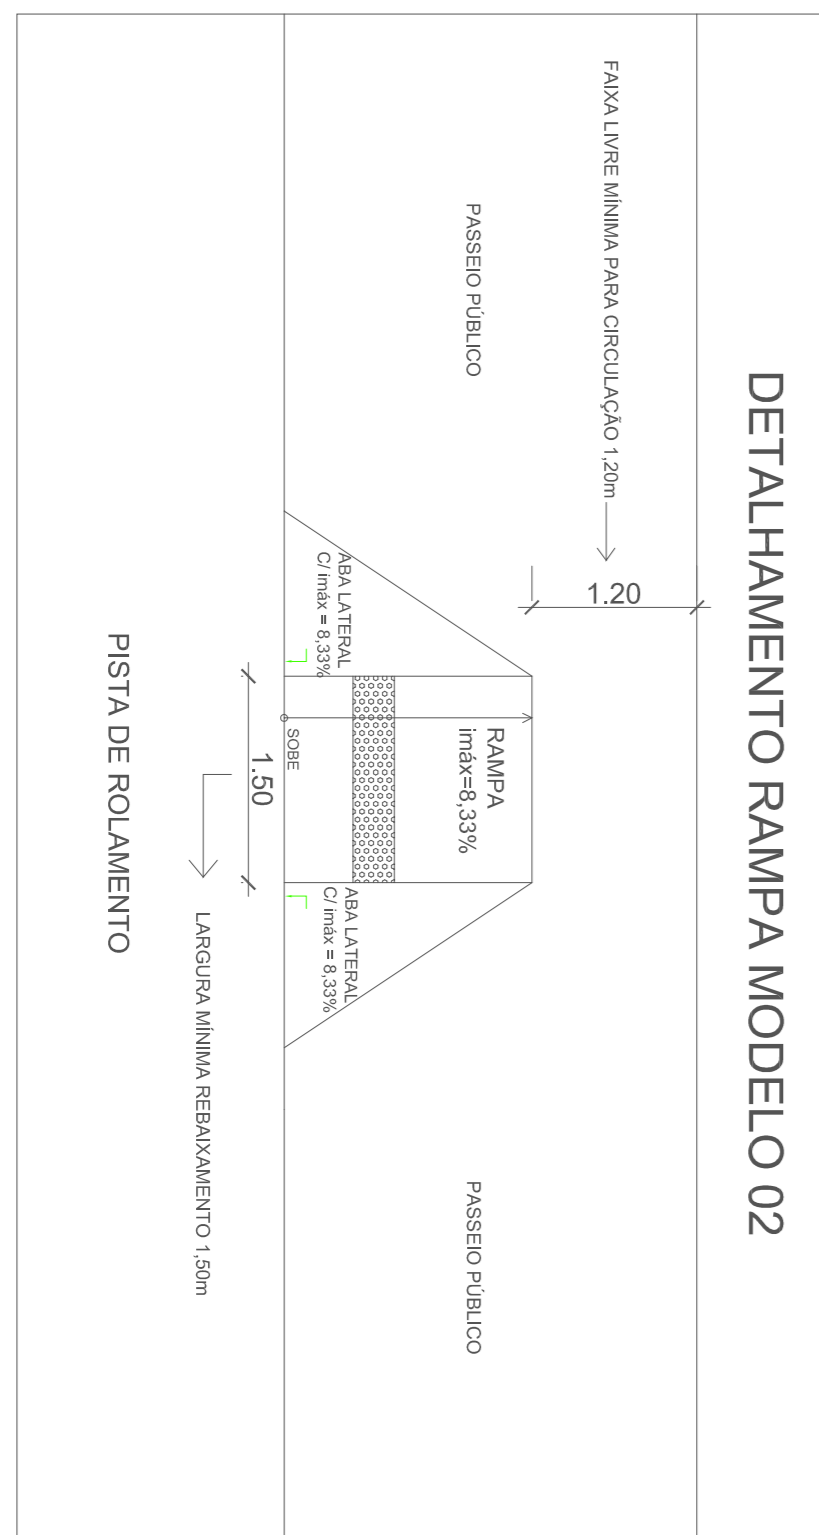 DETALHAMENTO RAMPA MODELO 02
FAIXA LIVRE MÍNIMA PARA CIRCULAÇÃO 1,20m
1.20
PASSEIO PÚBLICO
RAMPA
imáx=8,33%
PASSEIO PÚBLICO
ABA LATERAL
C/ imáx = 8,33%
SOBE
ABA LATERAL
C/ imáx = 8,33%
1.50
LARGURA MÍNIMA REBAIXAMENTO 1,50m
PISTA DE ROLAMENTO